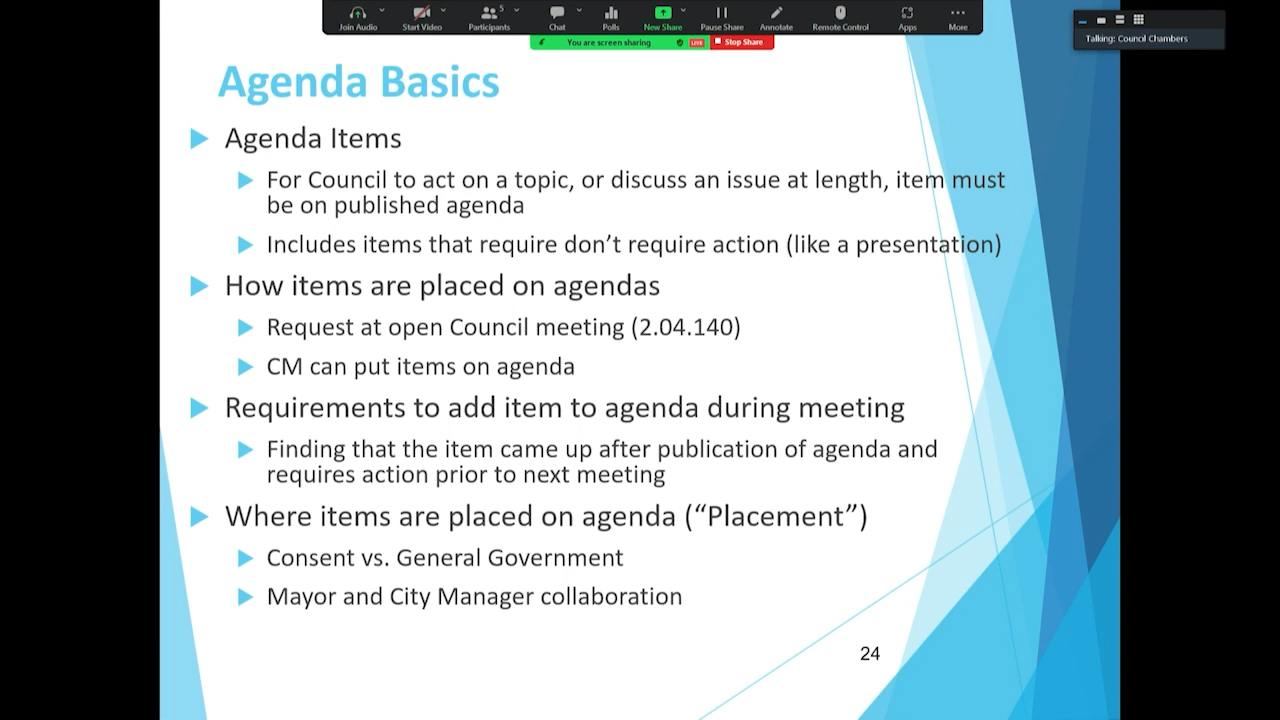 5
Join Audio Start Video Participants Chat Polls New Share Pause Share Annotate Remote Control Apps More
You are screen sharing LIVE Stop Share
Talking: Council Chambers
Agenda Basics
Agenda Items
For Council to act on a topic, or discuss an issue at length, item must
be on published agenda
Includes items that require don’t require action (like a presentation)
How items are placed on agendas
Request at open Council meeting (2.04.140)
CM can put items on agenda
Requirements to add item to agenda during meeting
Finding that the item came up after publication of agenda and
requires action prior to next meeting
Where items are placed on agenda (“Placement”)
Consent vs. General Government
Mayor and City Manager collaboration
24